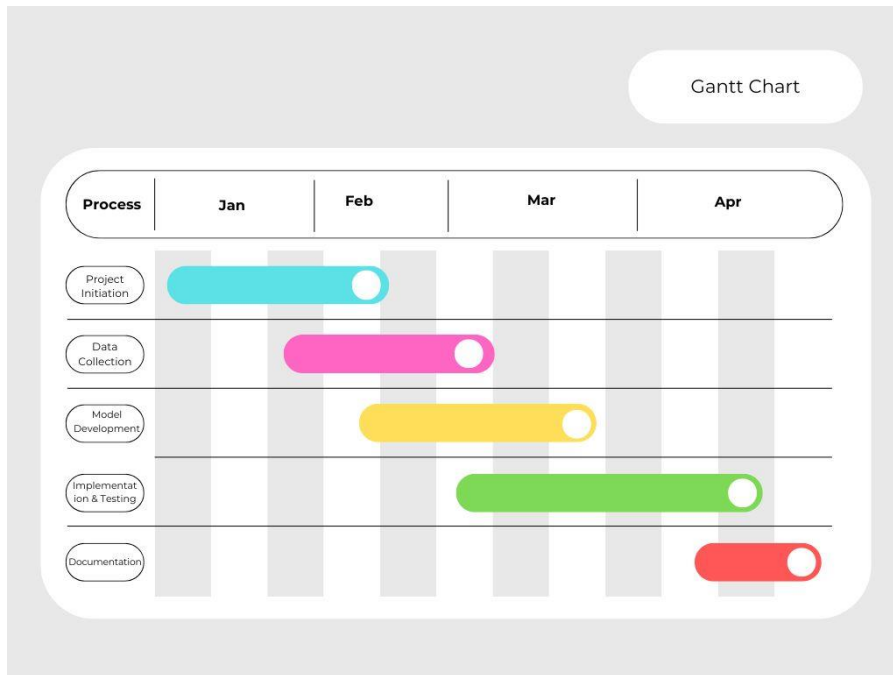 Gantt Chart
Process
Jan
Feb
Mar
Apr
Project
Initiation
Data
Collection
Model
Development
Implementat
ion & Testing
Documentation